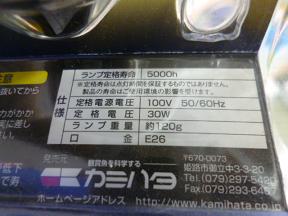 ランプ定格寿命 5000h
※定格寿命は点灯時間を保証するものではありません。
製品の寿命はご使用環境の影響を受けます。
仕様
定格電源電圧 100V 50/60Hz
定格電圧 30W
ランプ重量 約120g
口金 E26
発売元
観賞魚を科学する
カミハタ
〒670-0073
姫路市御立中3-3-20
Tel.(079)297-5420
Fax.(079)293-6467
ホームページアドレス http://www.kamihata.co.jp